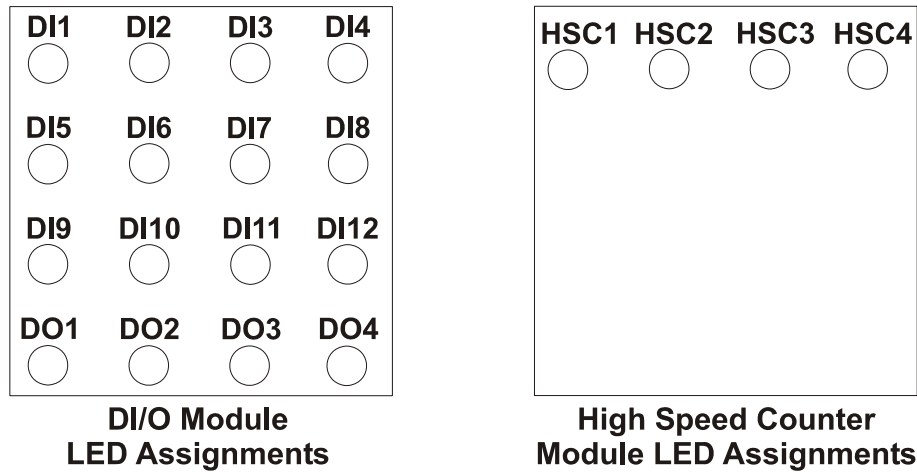 DI1 DI2 DI3 DI4
DI5 DI6 DI7 DI8
DI9 DI10 DI11 DI12
DO1 DO2 DO3 DO4
DI/O Module
LED Assignments
HSC1 HSC2 HSC3 HSC4
High Speed Counter
Module LED Assignments